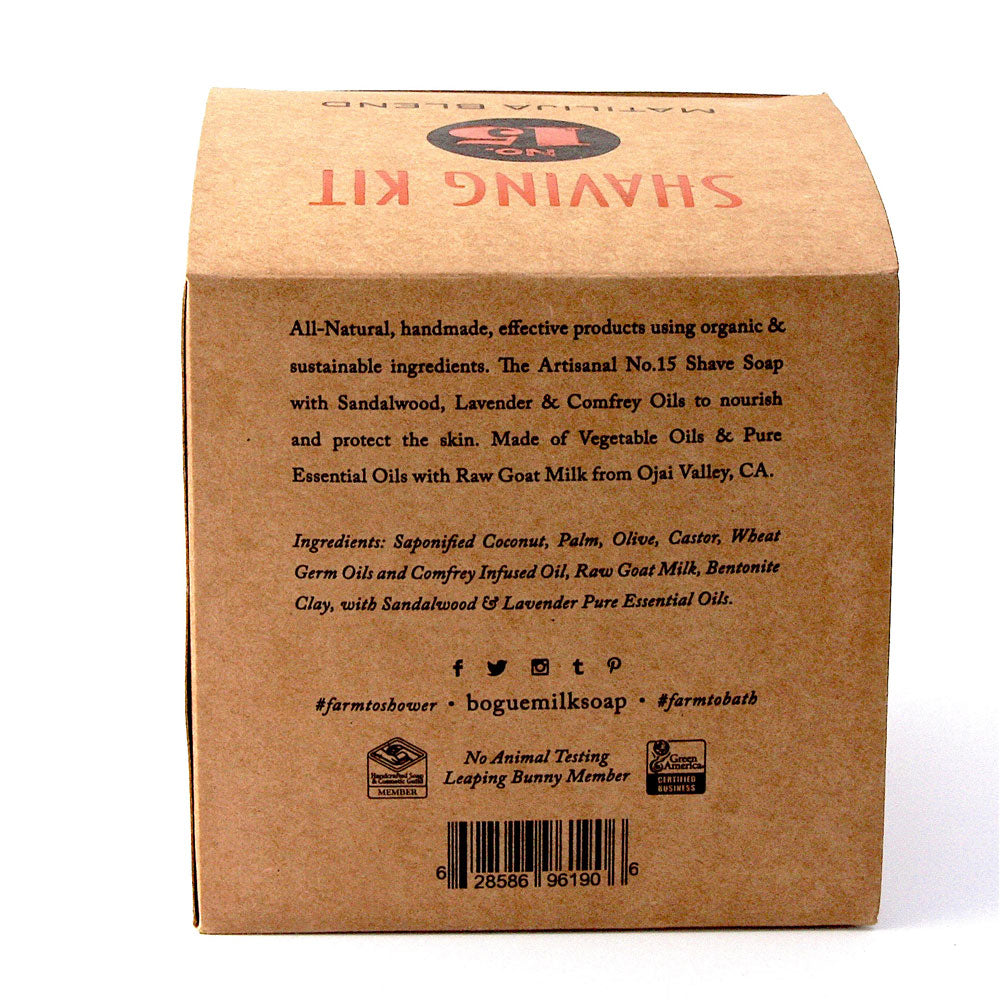 MATILIJA BLEND
NO.
15
SHAVING KIT
All-Natural, handmade, effective products using organic &
sustainable ingredients. The Artisanal No.15 Shave Soap
with Sandalwood, Lavender & Comfrey Oils to nourish
and protect the skin. Made of Vegetable Oils & Pure
Essential Oils with Raw Goat Milk from Ojai Valley, CA.
Ingredients: Saponified Coconut, Palm, Olive, Castor, Wheat
Germ Oils and Comfrey Infused Oil, Raw Goat Milk, Bentonite
Clay, with Sandalwood & Lavender Pure Essential Oils.
#farmtoshower • boguemilksoap • #farmtobath
Handcrafted Soap
& Cosmetic Guild
MEMBER
No Animal Testing
Leaping Bunny Member
Green
America
CERTIFIED
BUSINESS
6 28586 96190 6